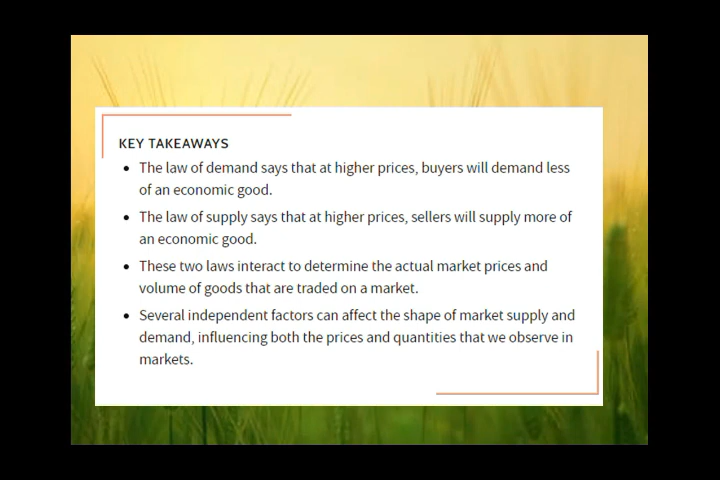 KEY TAKEAWAYS
• The law of demand says that at higher prices, buyers will demand less
of an economic good.
• The law of supply says that at higher prices, sellers will supply more of
an economic good.
• These two laws interact to determine the actual market prices and
volume of goods that are traded on a market.
• Several independent factors can affect the shape of market supply and
demand, influencing both the prices and quantities that we observe in
markets.